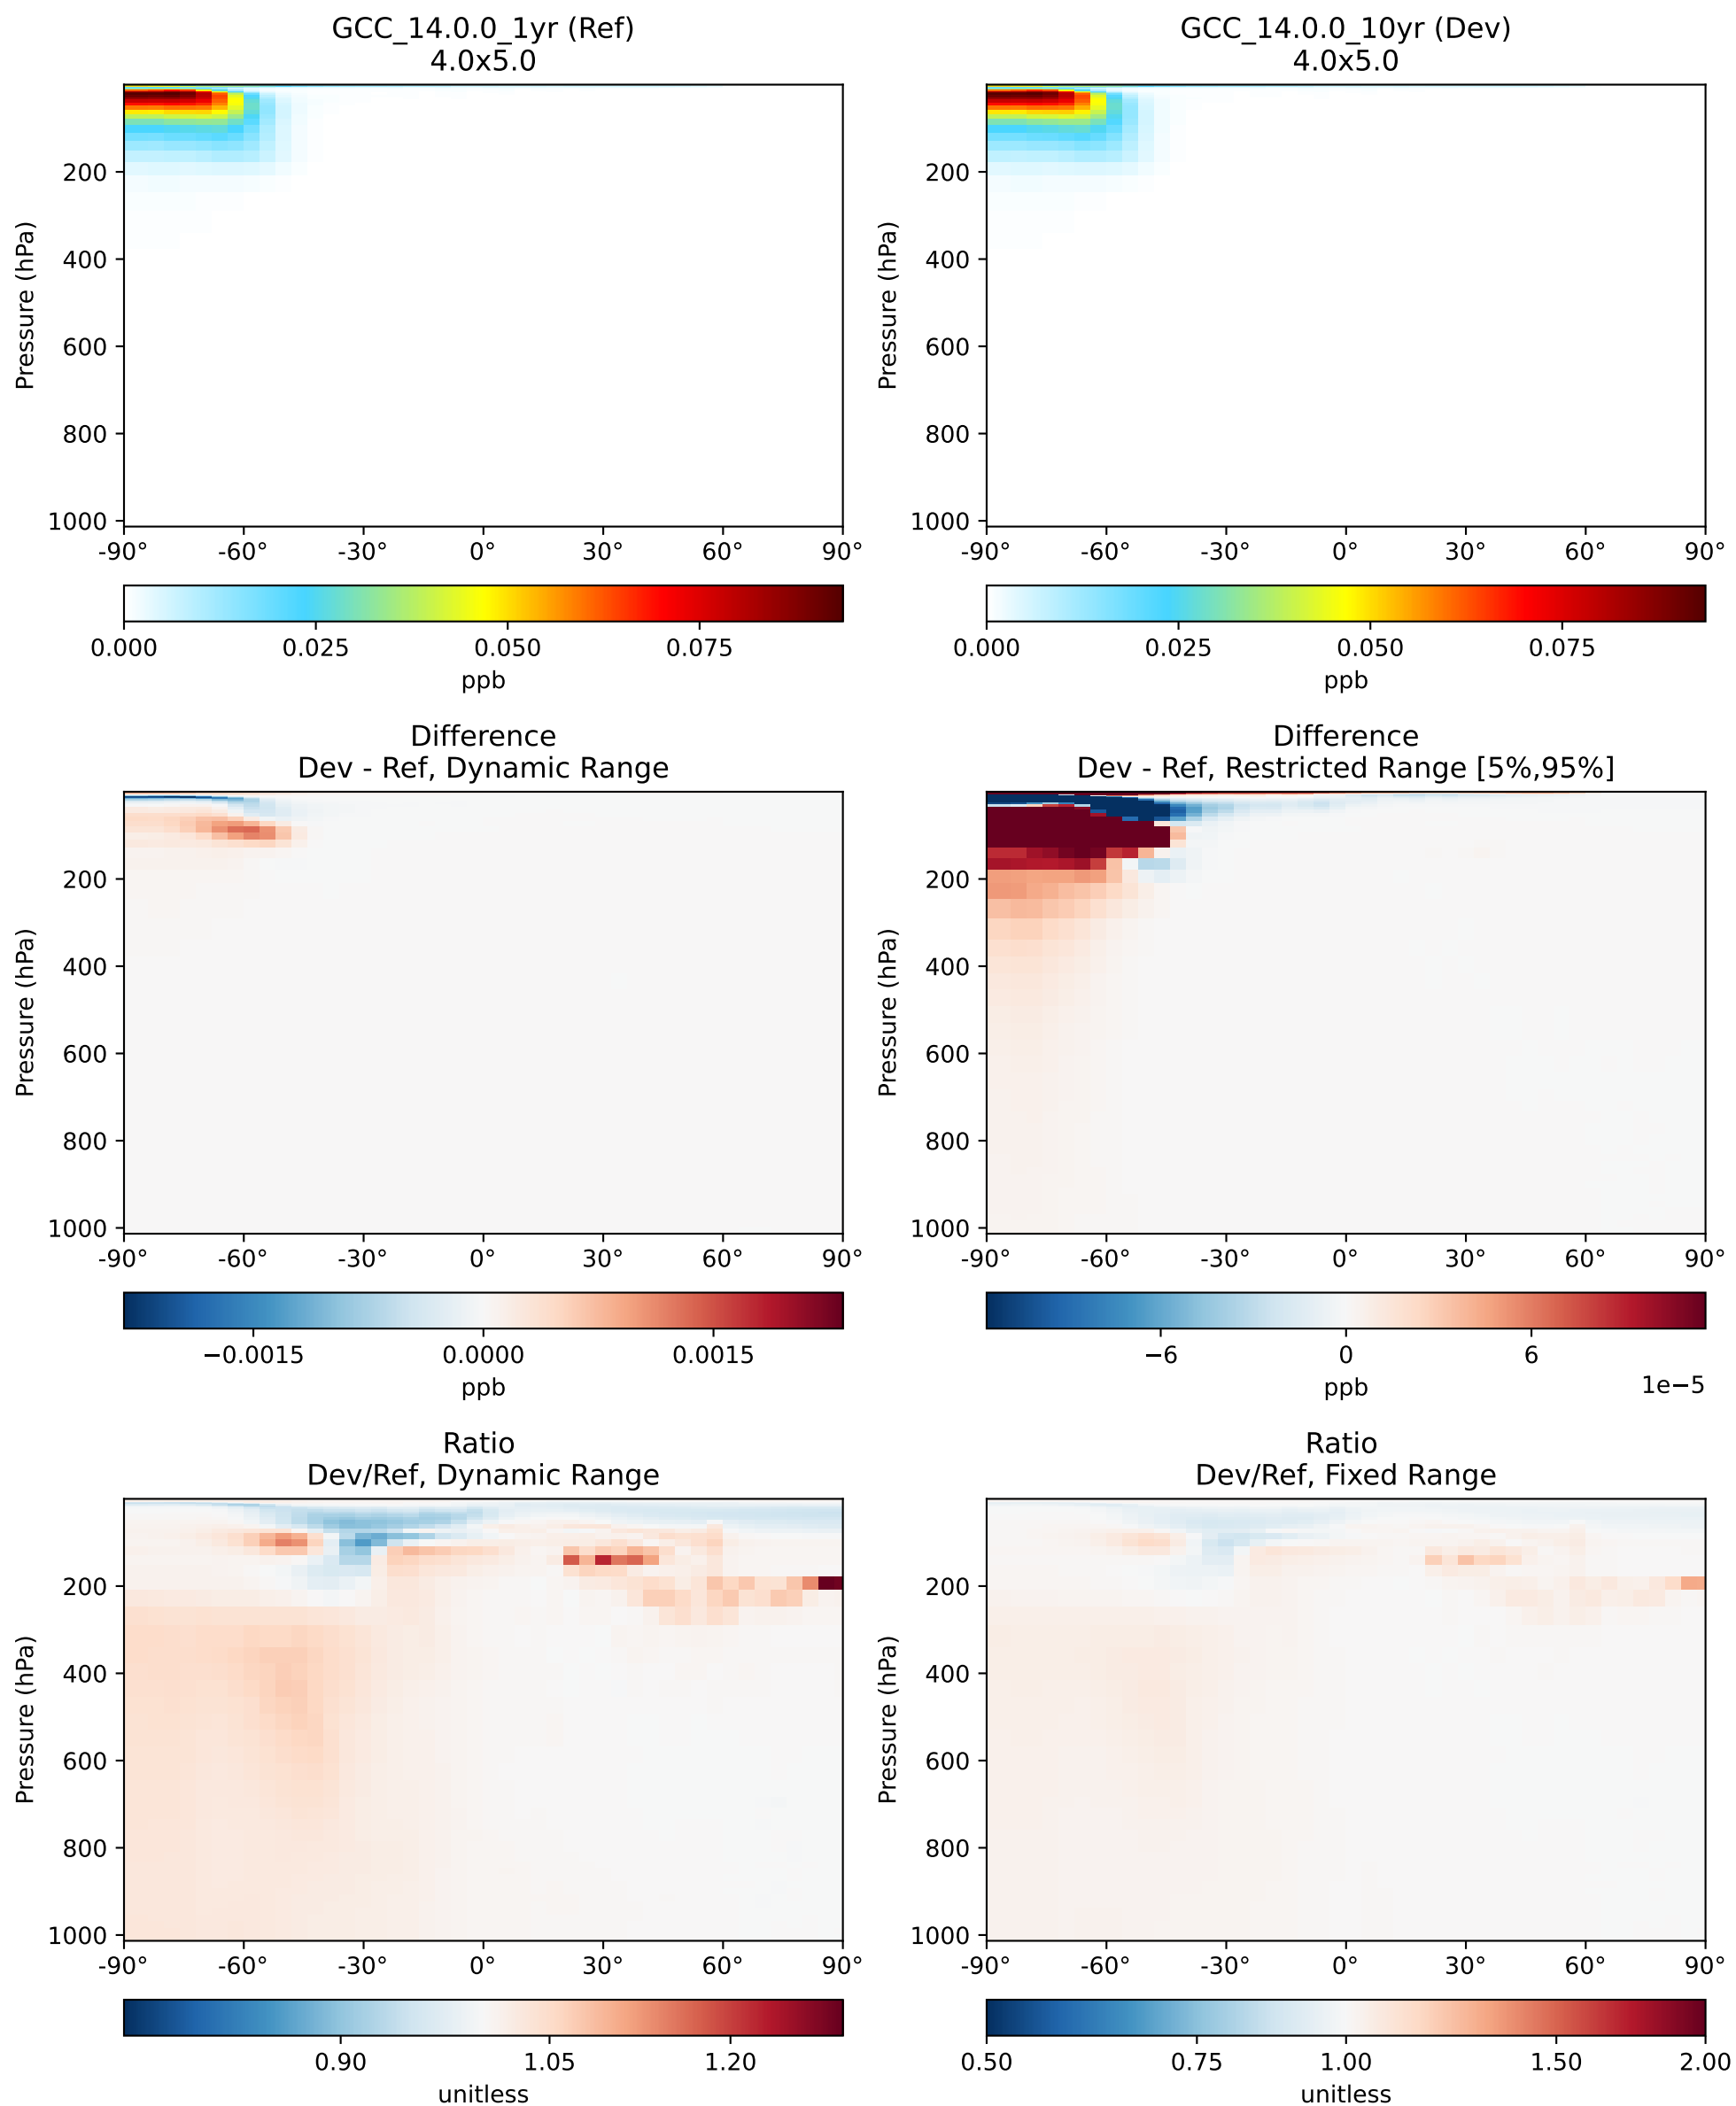 GCC_14.0.0_1yr (Ref)
4.0x5.0
Pressure (hPa)
200
400
600
800
1000
-90° -60° -30° 0° 30° 60° 90°
0.000 0.025 0.050 0.075
ppb
GCC_14.0.0_10yr (Dev)
4.0x5.0
Pressure (hPa)
200
400
600
800
1000
-90° -60° -30° 0° 30° 60° 90°
0.000 0.025 0.050 0.075
ppb
Difference
Dev - Ref, Dynamic Range
Pressure (hPa)
200
400
600
800
1000
-90° -60° -30° 0° 30° 60° 90°
−0.0015 0.0000 0.0015
ppb
Difference
Dev - Ref, Restricted Range [5%,95%]
Pressure (hPa)
200
400
600
800
1000
-90° -60° -30° 0° 30° 60° 90°
−6 0 6
1e−5
ppb
Ratio
Dev/Ref, Dynamic Range
Pressure (hPa)
200
400
600
800
1000
-90° -60° -30° 0° 30° 60° 90°
0.90 1.05 1.20
unitless
Ratio
Dev/Ref, Fixed Range
Pressure (hPa)
200
400
600
800
1000
-90° -60° -30° 0° 30° 60° 90°
0.50 0.75 1.00 1.50 2.00
unitless